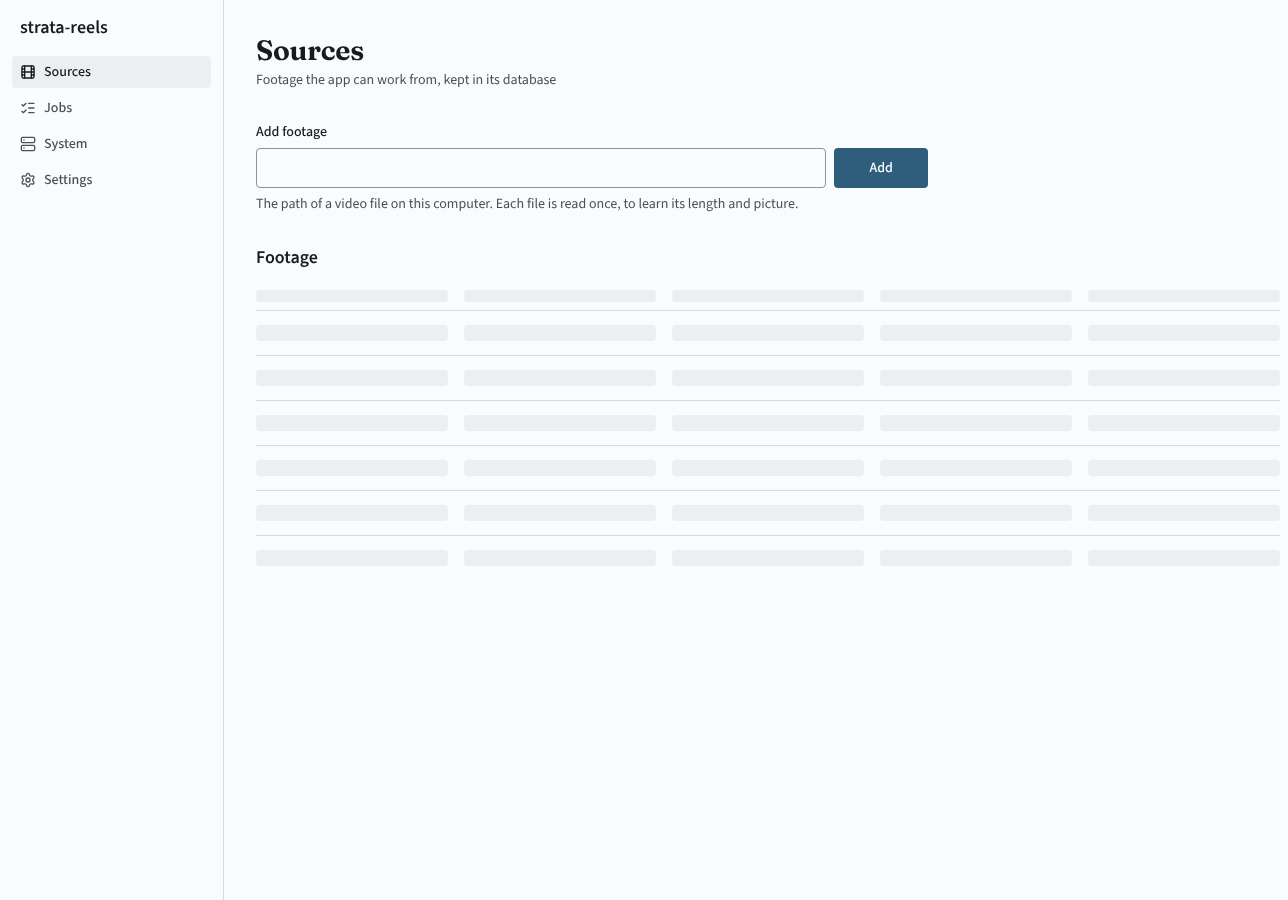 strata-reels
Sources
Jobs
System
Settings
Sources
Footage the app can work from, kept in its database
Add footage
Add
The path of a video file on this computer. Each file is read once, to learn its length and picture.
Footage